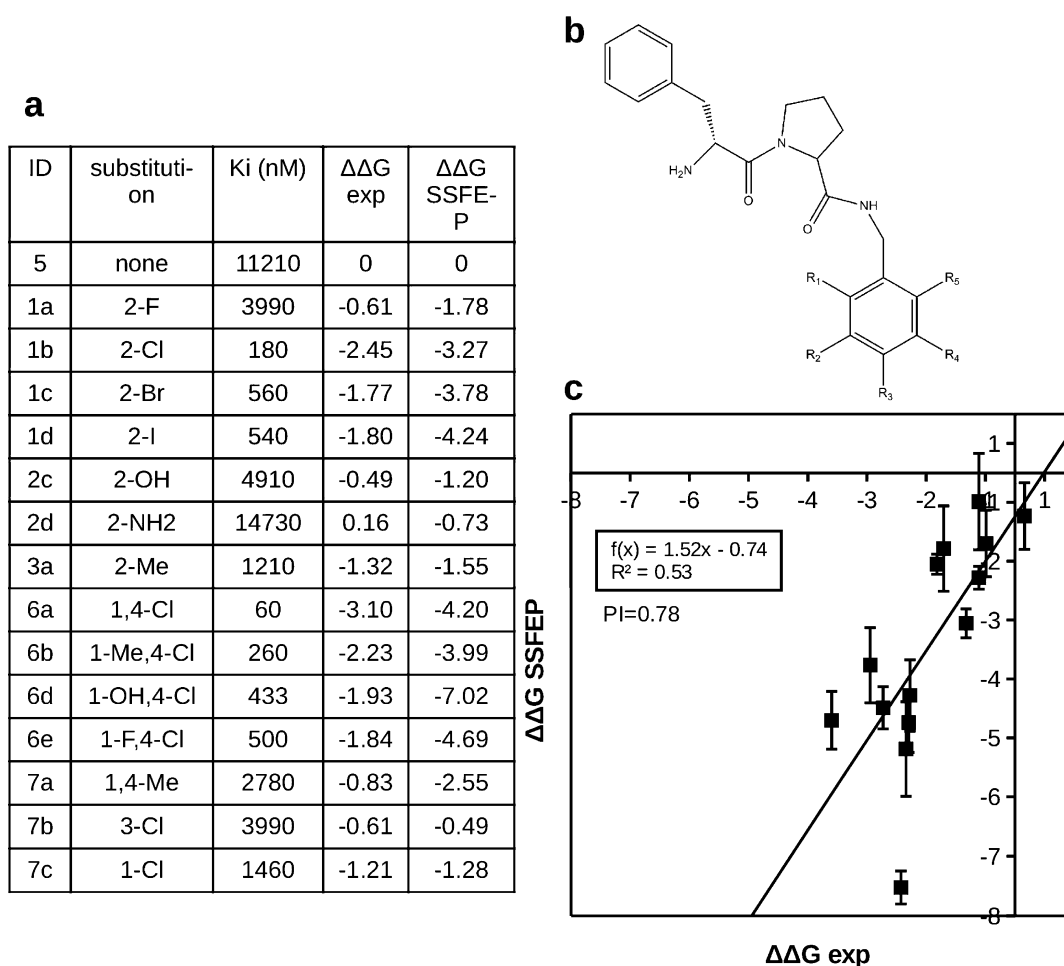 a
ID substituti- Ki (nM) ΔΔG ΔΔG
on exp SSFE-
P
5 none 11210 0 0
1a 2-F 3990 -0.61 -1.78
1b 2-Cl 180 -2.45 -3.27
1c 2-Br 560 -1.77 -3.78
1d 2-I 540 -1.80 -4.24
2c 2-OH 4910 -0.49 -1.20
2d 2-NH2 14730 0.16 -0.73
3a 2-Me 1210 -1.32 -1.55
6a 1,4-Cl 60 -3.10 -4.20
6b 1-Me,4-Cl 260 -2.23 -3.99
6d 1-OH,4-Cl 433 -1.93 -7.02
6e 1-F,4-Cl 500 -1.84 -4.69
7a 1,4-Me 2780 -0.83 -2.55
7b 3-Cl 3990 -0.61 -0.49
7c 1-Cl 1460 -1.21 -1.28
b
N
H₂N
O
NH
O
R₁ R₅
R₂ R₄
R₃
c
1
-8 -7 -6 -5 -4 -3 -2 -1 1
-1
-2
-3
-4
-5
-6
-7
-8
f(x) = 1.52x - 0.74
R² = 0.53
PI=0.78
ΔΔG SSFEP
ΔΔG exp